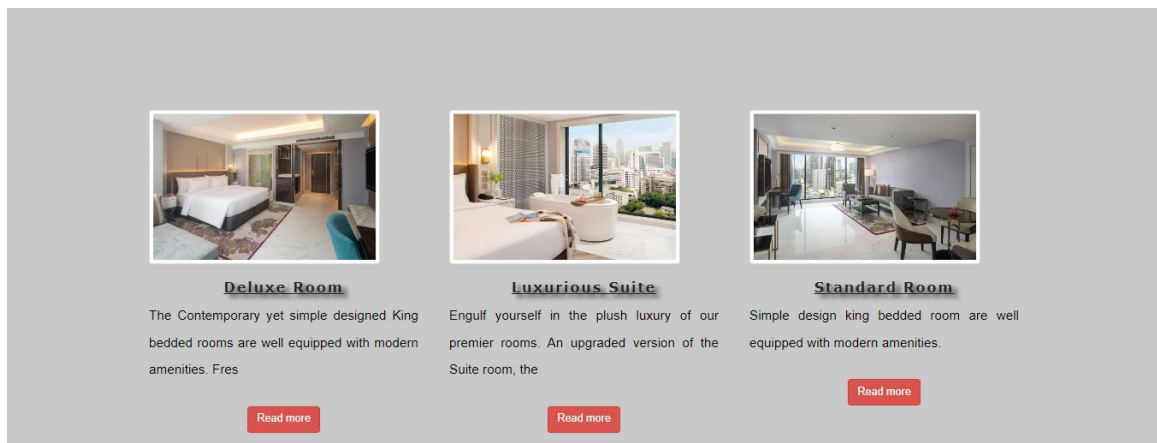 Deluxe Room
The Contemporary yet simple designed King
bedded rooms are well equipped with modern
amenities. Fres
Read more
Luxurious Suite
Engulf yourself in the plush luxury of our
premier rooms. An upgraded version of the
Suite room, the
Read more
Standard Room
Simple design king bedded room are well
equipped with modern amenities.
Read more